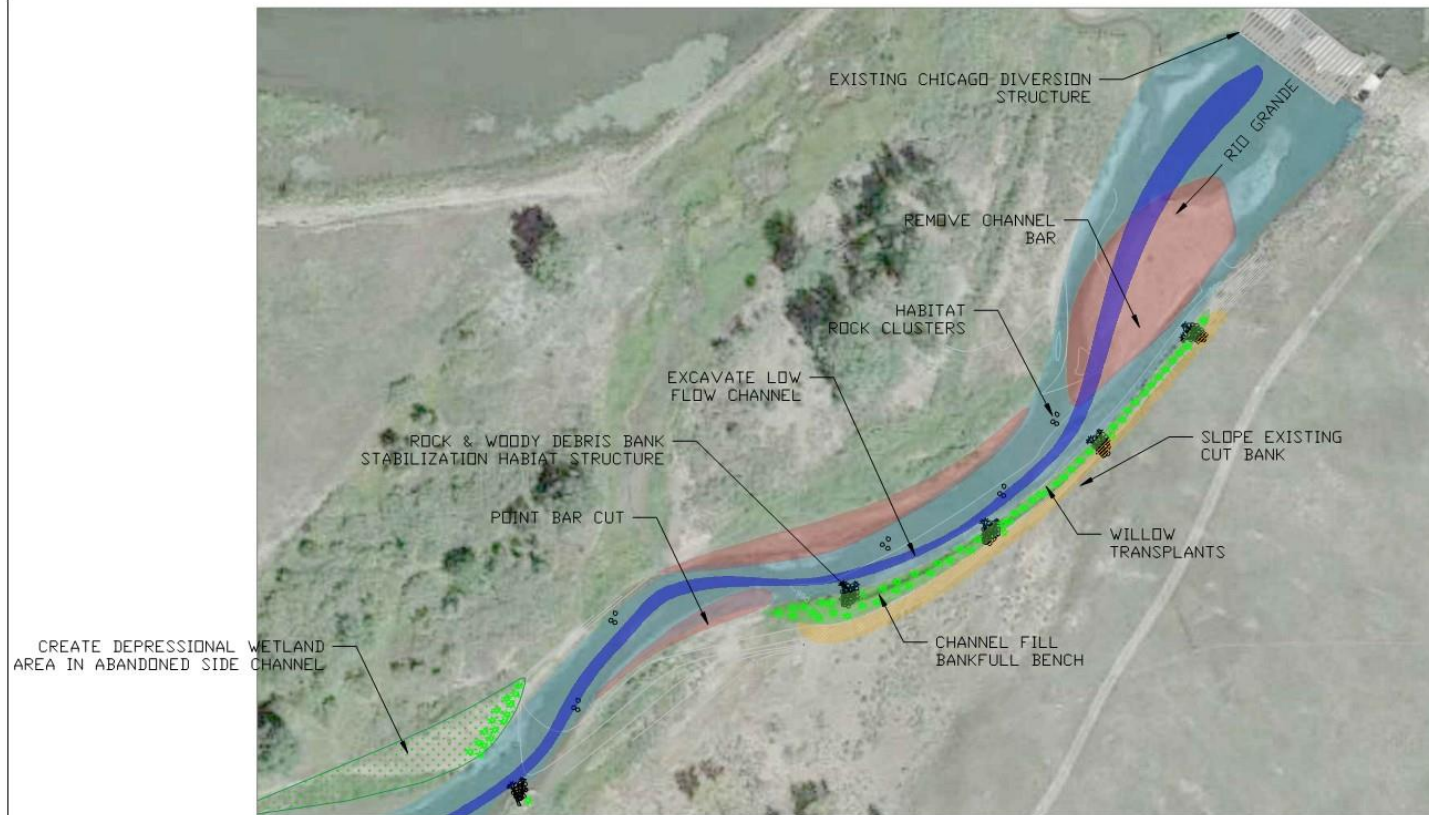 EXISTING CHICAGO DIVERSION
STRUCTURE
RIO GRANDE
REMOVE CHANNEL
BAR
HABITAT
ROCK CLUSTERS
EXCAVATE LOW
FLOW CHANNEL
ROCK & WOODY DEBRIS BANK
STABILIZATION HABIAT STRUCTURE
SLOPE EXISTING
CUT BANK
POINT BAR CUT
WILLOW
TRANSPLANTS
CHANNEL FILL
BANKFULL BENCH
CREATE DEPRESSIONAL WETLAND
AREA IN ABANDONED SIDE CHANNEL